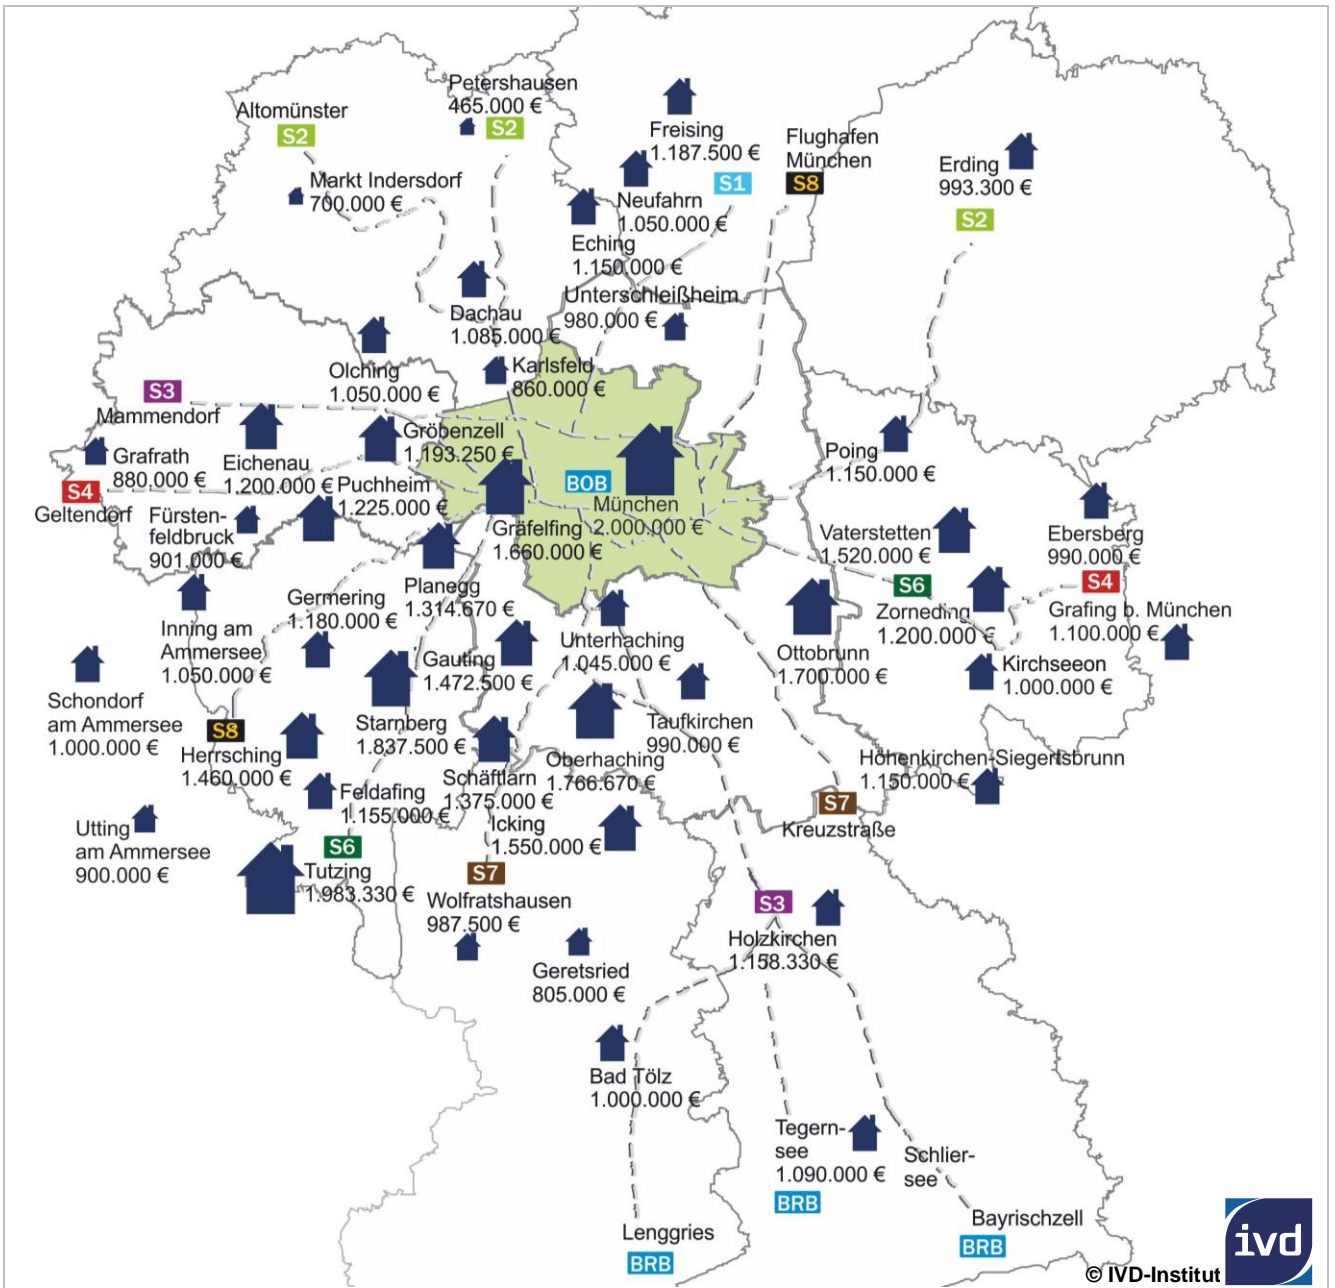 Petershausen
465.000 €
S2
Altomünster
S2
Freising
1.187.500 €
Flughafen
München
S8
Erding
993.300 €
S2
Markt Indersdorf
700.000 €
S1
Neufahrn
1.050.000 €
Eching
1.150.000 €
Unterschleißheim
980.000 €
Dachau
1.085.000 €
Olching
1.050.000 €
Karlsfeld
860.000 €
S3
Mammendorf
Gröbenzell
1.193.250 €
Grafrath
880.000 €
Eichenau
1.200.000 €
Puchheim
1.225.000 €
S4
Geltendorf
BOB
München
2.000.000 €
Poing
1.150.000 €
Fürsten-
feldbruck
901.000 €
Gräfelfing
1.660.000 €
Vaterstetten
1.520.000 €
Ebersberg
990.000 €
S4
S6
Planegg
1.314.670 €
Germering
1.180.000 €
Zorneding
1.200.000 €
Grafing b. München
1.100.000 €
Inning am
Ammersee
1.050.000 €
Unterhaching
1.045.000 €
Gauting
1.472.500 €
Ottobrunn
1.700.000 €
Kirchseeon
1.000.000 €
Schondorf
am Ammersee
1.000.000 €
S8
Herrsching
1.460.000 €
Starnberg
1.837.500 €
Taufkirchen
990.000 €
Oberhaching
1.766.670 €
Höhenkirchen-Siegertsbrunn
1.150.000 €
Schäftlarn
1.375.000 €
Feldafing
1.155.000 €
S7
Kreuzstraße
Utting
am Ammersee
900.000 €
Icking
1.550.000 €
S6
Tutzing
1.983.330 €
S7
Wolfratshausen
987.500 €
S3
Holzkirchen
1.158.330 €
Geretsried
805.000 €
Bad Tölz
1.000.000 €
Tegern-
see
1.090.000 €
BRB
Schlier-
see
Lenggries
BRB
Bayrischzell
BRB
ivd
© IVD-Institut